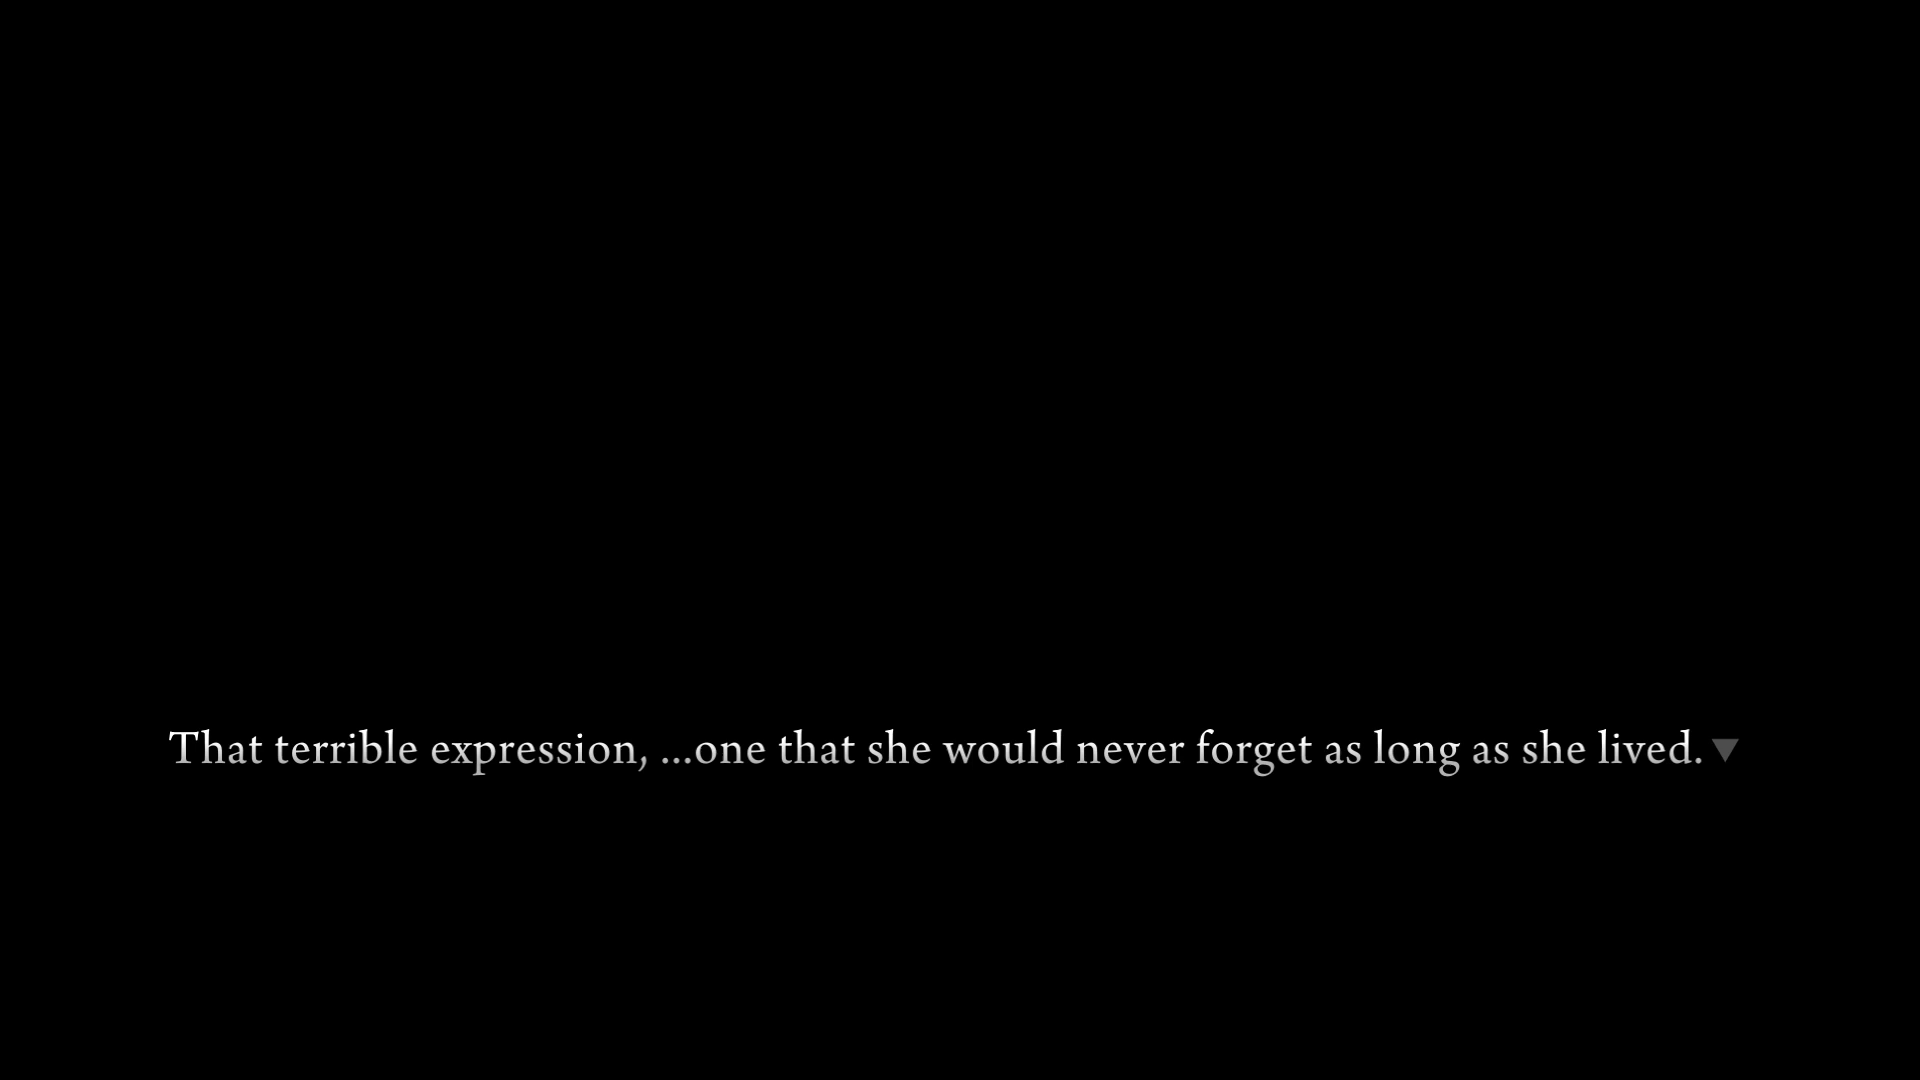 That terrible expression, ...one that she would never forget as long as she lived.